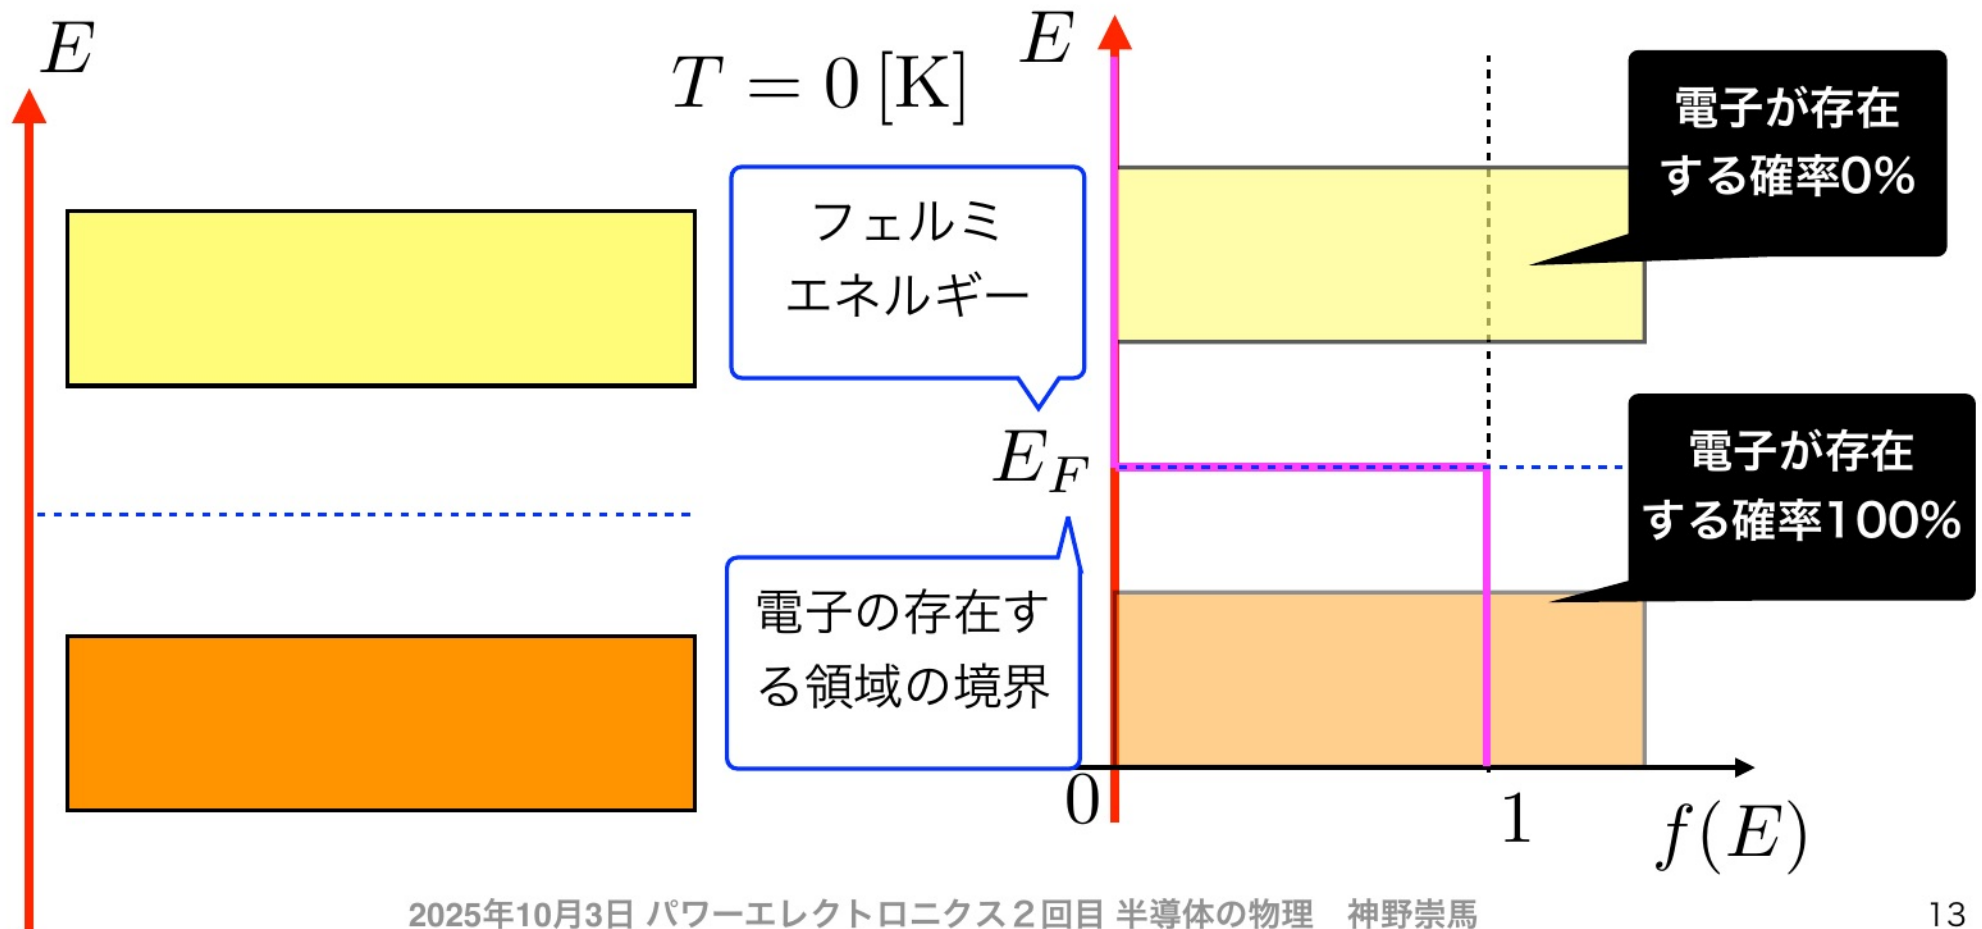 E
T = 0 [K]
E
電子が存在
する確率0%
フェルミ
エネルギー
E_F
電子が存在
する確率100%
電子の存在す
る領域の境界
0
1
f(E)
2025年10月3日 パワーエレクトロニクス２回目 半導体の物理　神野崇馬
13